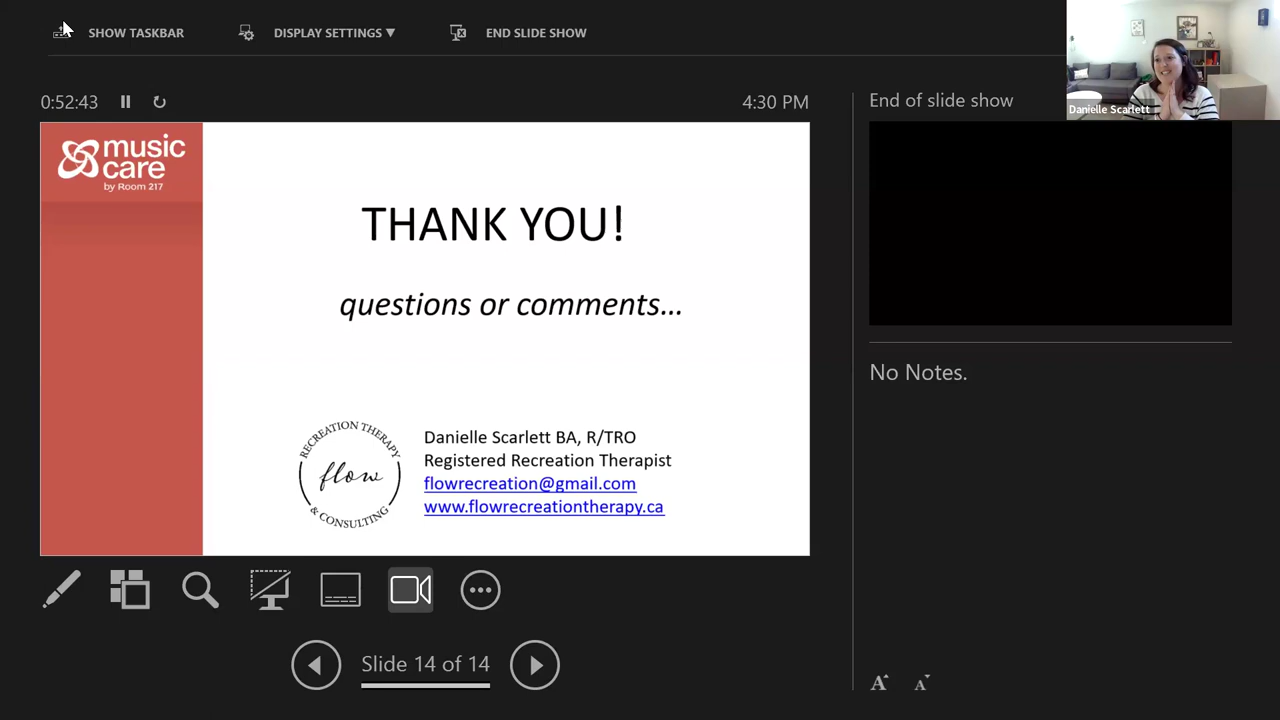 SHOW TASKBAR
DISPLAY SETTINGS ▼
END SLIDE SHOW
Danielle Scarlett
0:52:43
4:30 PM
End of slide show
music
care
by Room 217
THANK YOU!
questions or comments...
RECREATION THERAPY
flow
& CONSULTING
Danielle Scarlett BA, R/TRO
Registered Recreation Therapist
flowrecreation@gmail.com
www.flowrecreationtherapy.ca
No Notes.
Slide 14 of 14
A A